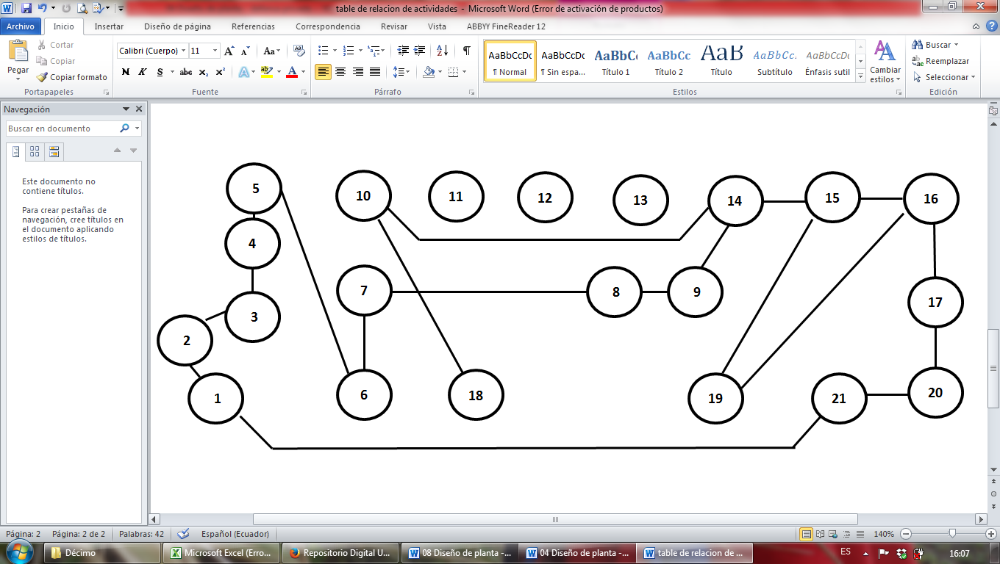 table de relacion de actividades - Microsoft Word (Error de activación de productos)
Archivo Inicio Insertar Diseño de página Referencias Correspondencia Revisar Vista ABBYY FineReader 12
Pegar
Cortar
Copiar
Copiar formato
Portapapeles
Calibri (Cuerpo) 11
N K S abc x₂ x²
Fuente
Párrafo
AaBbCcDc AaBbCcDc AaBbCc AaBbCc AaB AaBbCc. AaBbCcDc
¶ Normal ¶ Sin espa... Título 1 Título 2 Título Subtítulo Énfasis sutil
Estilos
Cambiar
estilos
Buscar
Reemplazar
Seleccionar
Edición
Navegación
Buscar en documento
Este documento no
contiene títulos.
Para crear pestañas de
navegación, cree títulos en
el documento aplicando
estilos de títulos.
5 10 11 12 13 14 15 16
4
7 8 9 17
3
2
1 6 18 19 21 20
Página: 2 Página: 2 de 2 Palabras: 42 Español (Ecuador) 140%
Décimo Microsoft Excel (Erro... Repositorio Digital U... 08 Diseño de planta -... 04 Diseño de planta -... table de relacion de ... ES 16:07